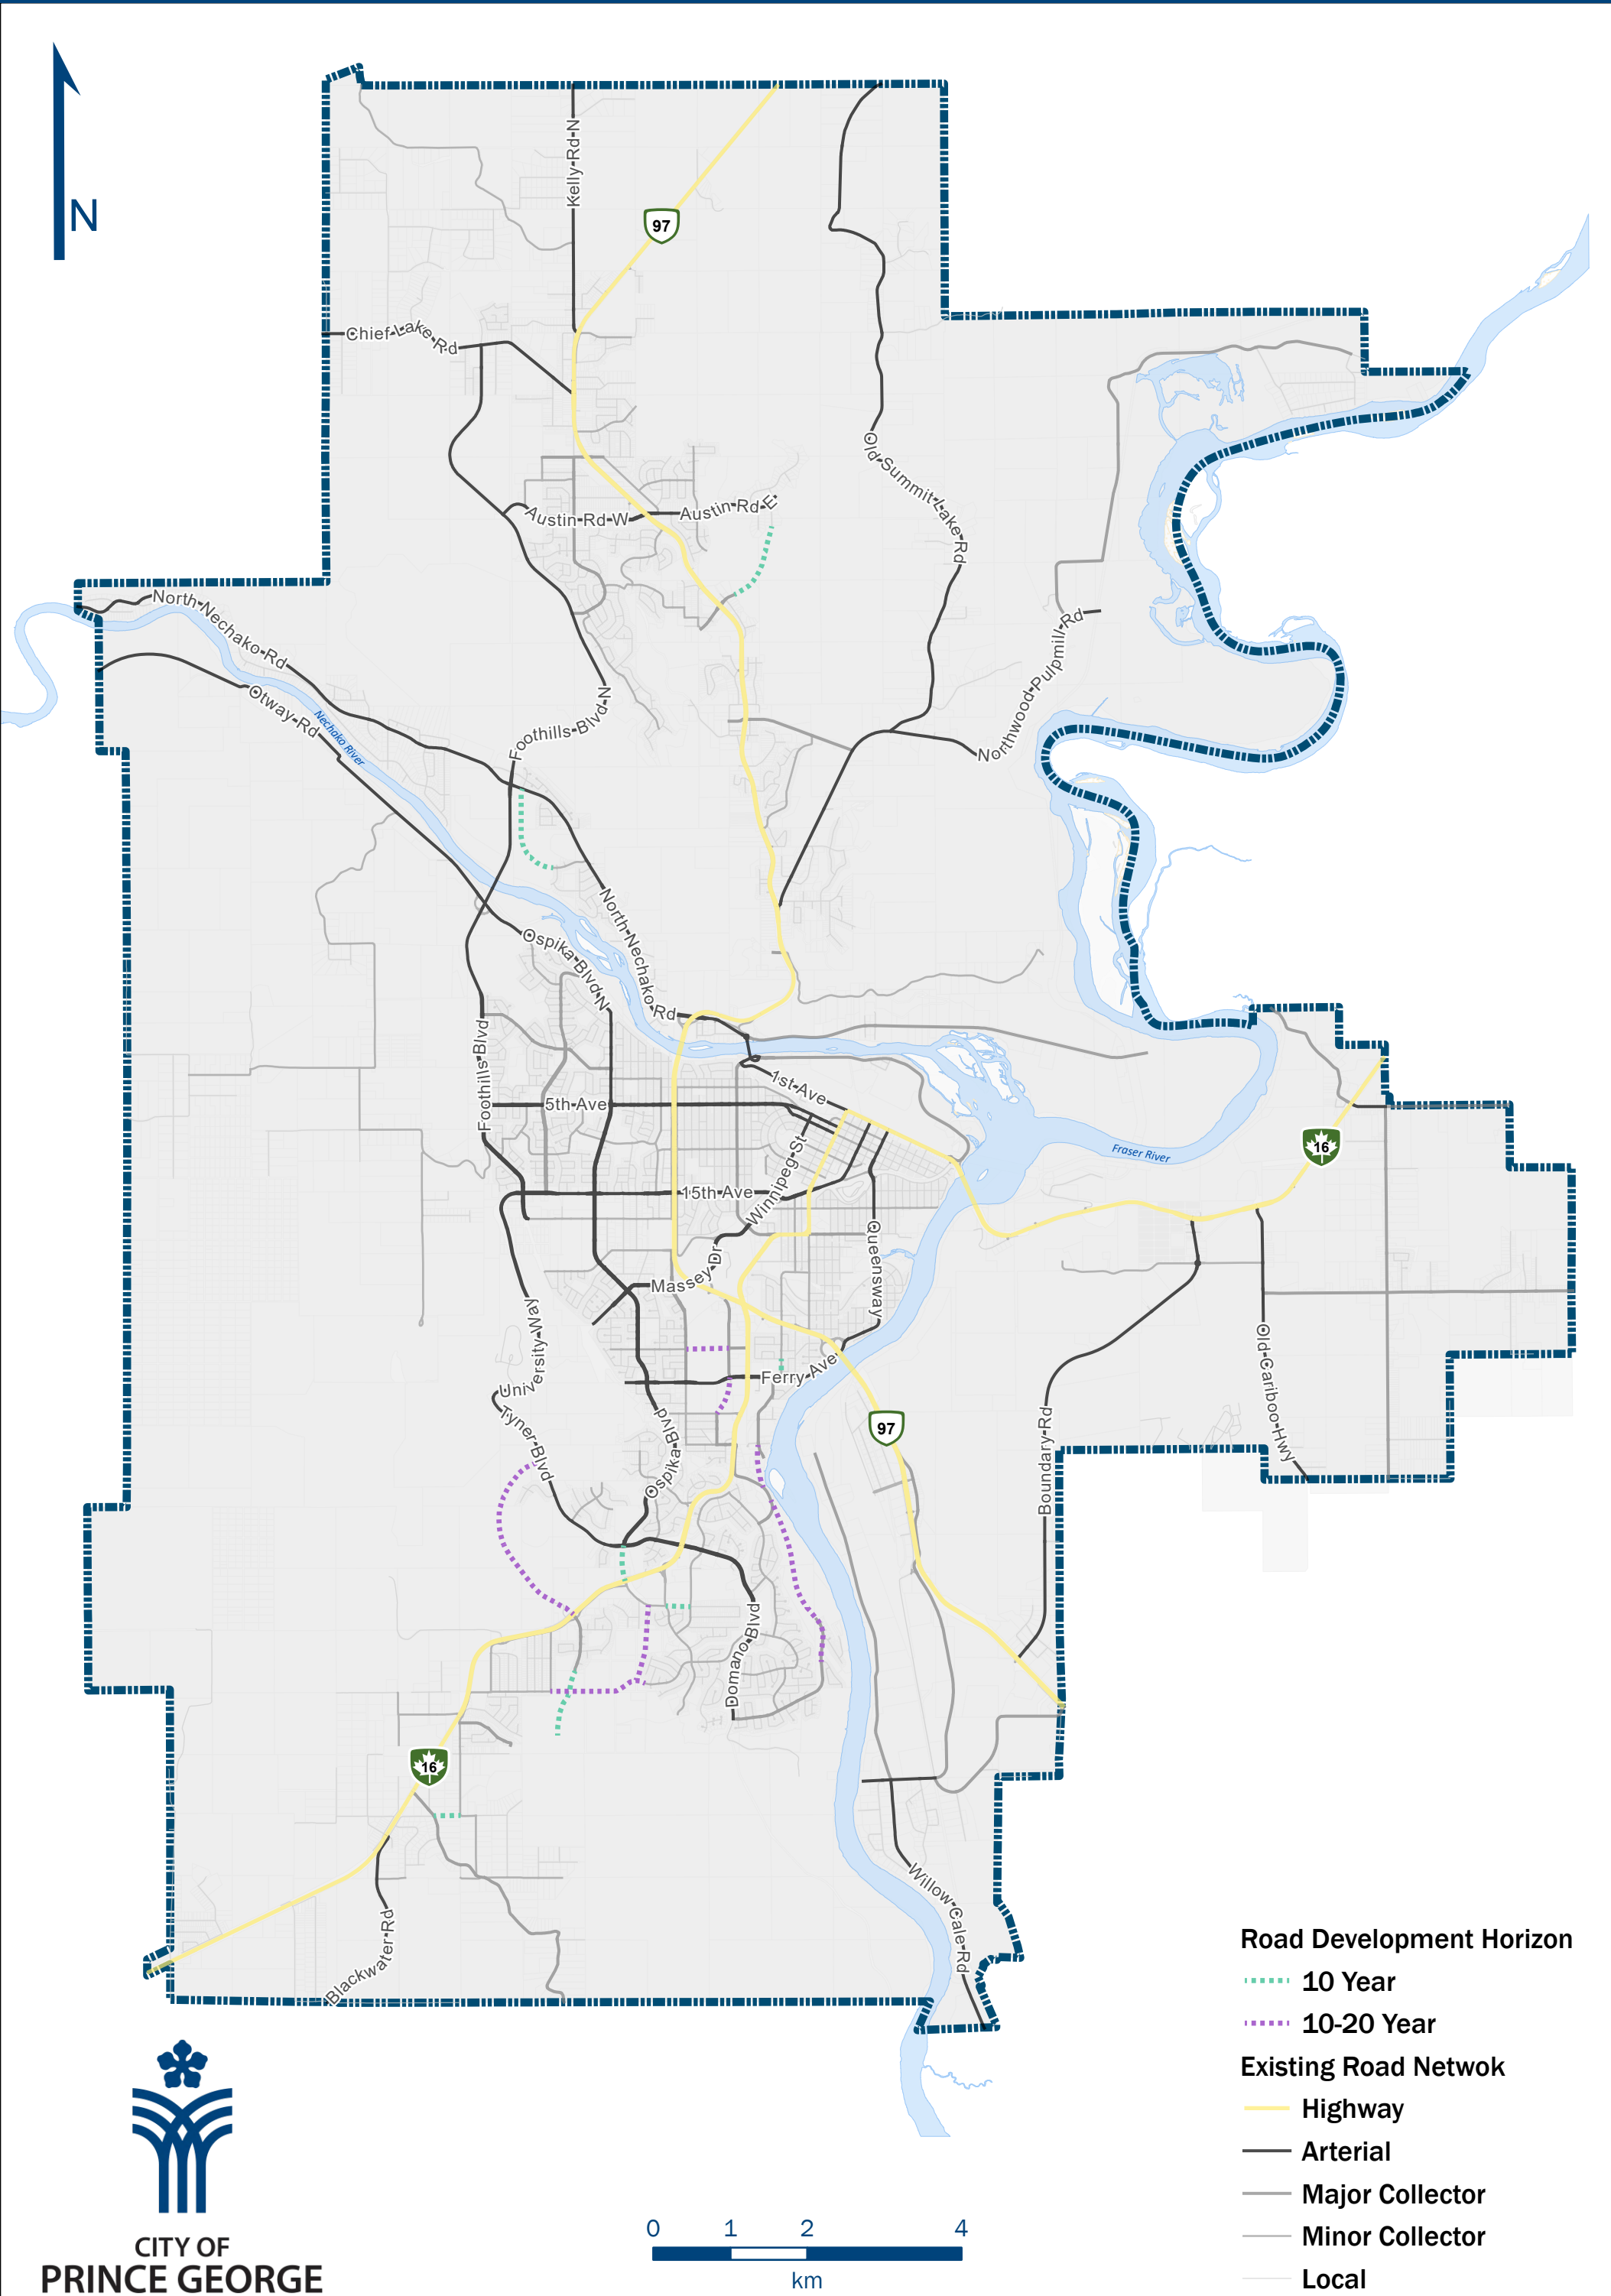 N
Kelly Rd N
97
Chief Lake Rd
Old Summit Lake Rd
Austin Rd W
Austin Rd E
North Nechako Rd
Otway Rd
Nechako River
Foothills Blvd N
Northwood Pulpmill Rd
North Nechako Rd
Ospika Blvd N
Foothills Blvd
1st Ave
5th Ave
Fraser River
16
Winnipeg St
15th Ave
Queensway
Massey Dr
University Way
Ferry Ave
Old Cariboo Hwy
Tyner Blvd
Ospika Blvd
97
Boundary Rd
Domano Blvd
16
Willow Cale Rd
Blackwater Rd
Road Development Horizon
10 Year
10-20 Year
Existing Road Netwok
Highway
Arterial
Major Collector
Minor Collector
Local
0 1 2 4
km
CITY OF
PRINCE GEORGE